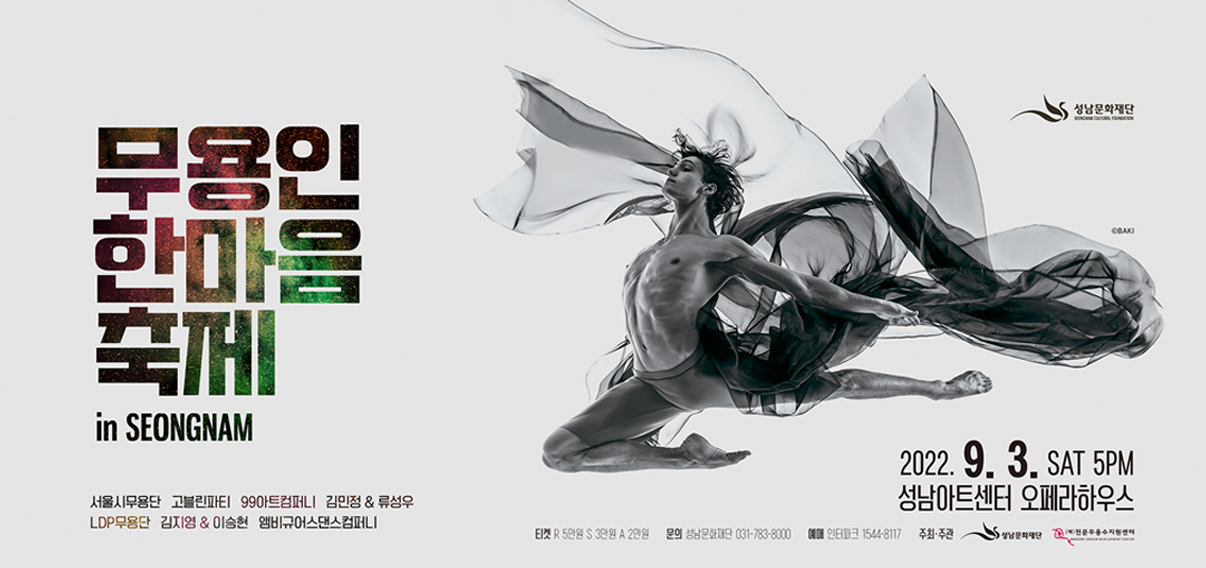 무용인
한마음
축제
in SEONGNAM
서울시무용단 고블린파티 99아트컴퍼니 김민정 & 류성우
LDP무용단 김지영 & 이승현 앰비규어스댄스컴퍼니
성남문화재단
SEONGNAM CULTURAL FOUNDATION
©BAKI
2022. 9. 3. SAT 5PM
성남아트센터 오페라하우스
티켓 R 5만원 S 3만원 A 2만원 문의 성남문화재단 031-783-8000 예매 인터파크 1544-8117 주최·주관 성남문화재단 (재)전문무용수지원센터